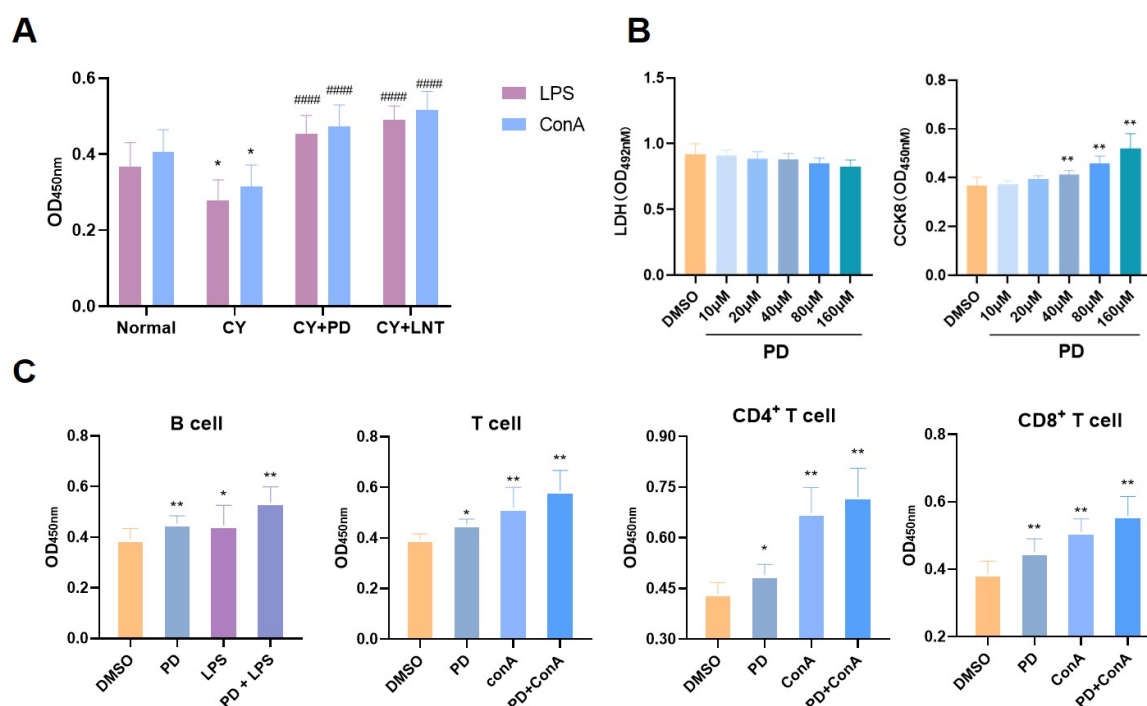 A
OD450nm
0.6
0.4
0.2
0.0
*
*
####
####
####
####
Normal
CY
CY+PD
CY+LNT
LPS
ConA
B
LDH(OD492nM)
1.5
1.0
0.5
0.0
DMSO
10μM
20μM
40μM
80μM
160μM
PD
CCK8(OD450nM)
0.8
0.6
0.4
0.2
0.0
**
**
**
DMSO
10μM
20μM
40μM
80μM
160μM
PD
C
B cell
OD450nm
0.8
0.6
0.4
0.2
0.0
**
*
**
DMSO
PD
LPS
PD + LPS
T cell
OD450nm
0.8
0.6
0.4
0.2
0.0
*
**
**
DMSO
PD
conA
PD+ConA
CD4⁺ T cell
OD450nm
0.90
0.75
0.60
0.45
0.30
*
**
**
DMSO
PD
ConA
PD+ConA
CD8⁺ T cell
OD450nm
0.8
0.6
0.4
0.2
**
**
**
DMSO
PD
ConA
PD+ConA